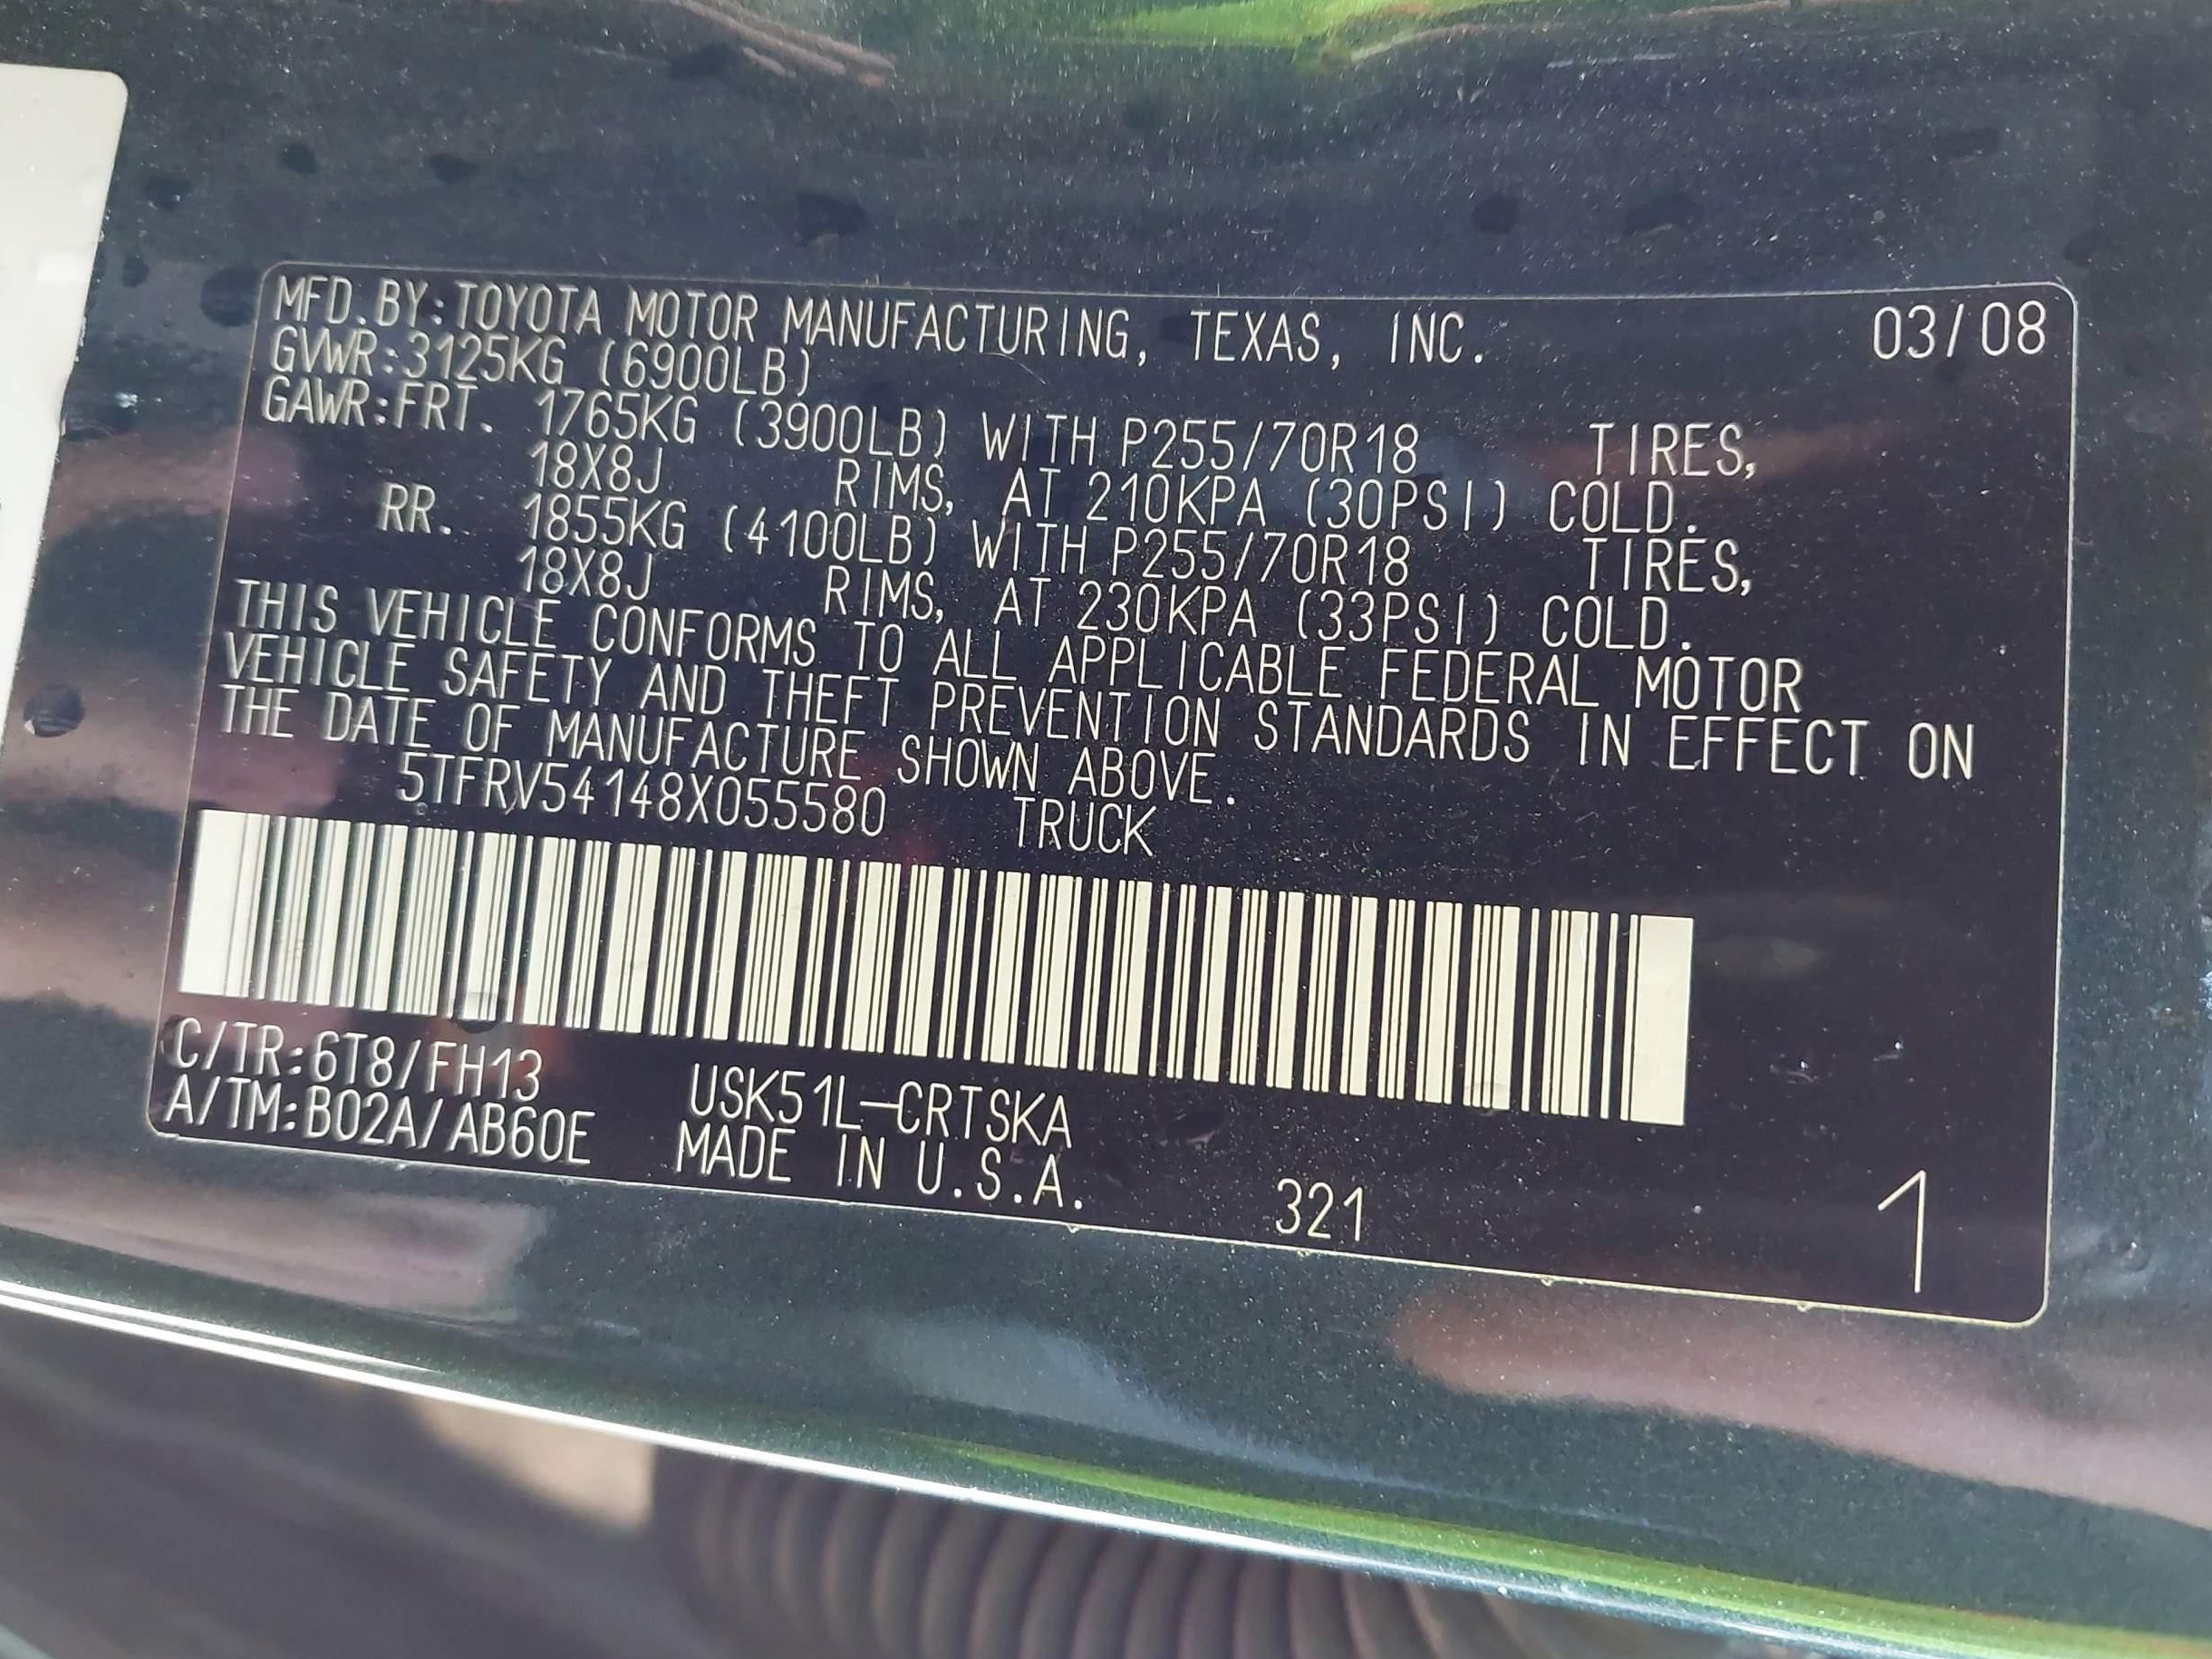 MFD.BY:TOYOTA MOTOR MANUFACTURING, TEXAS, INC. 03/08
GVWR:3125KG (6900LB)
GAWR:FRT. 1765KG (3900LB) WITH P255/70R18 TIRES,
18X8J RIMS, AT 210KPA (30PSI) COLD.
RR. 1855KG (4100LB) WITH P255/70R18 TIRES,
18X8J RIMS, AT 230KPA (33PSI) COLD.
THIS VEHICLE CONFORMS TO ALL APPLICABLE FEDERAL MOTOR
VEHICLE SAFETY AND THEFT PREVENTION STANDARDS IN EFFECT ON
THE DATE OF MANUFACTURE SHOWN ABOVE.
5TFRV54148X055580 TRUCK
C/TR:6T8/FH13 USK51L-CRTSKA
A/TM:B02A/AB60E MADE IN U.S.A. 321 1